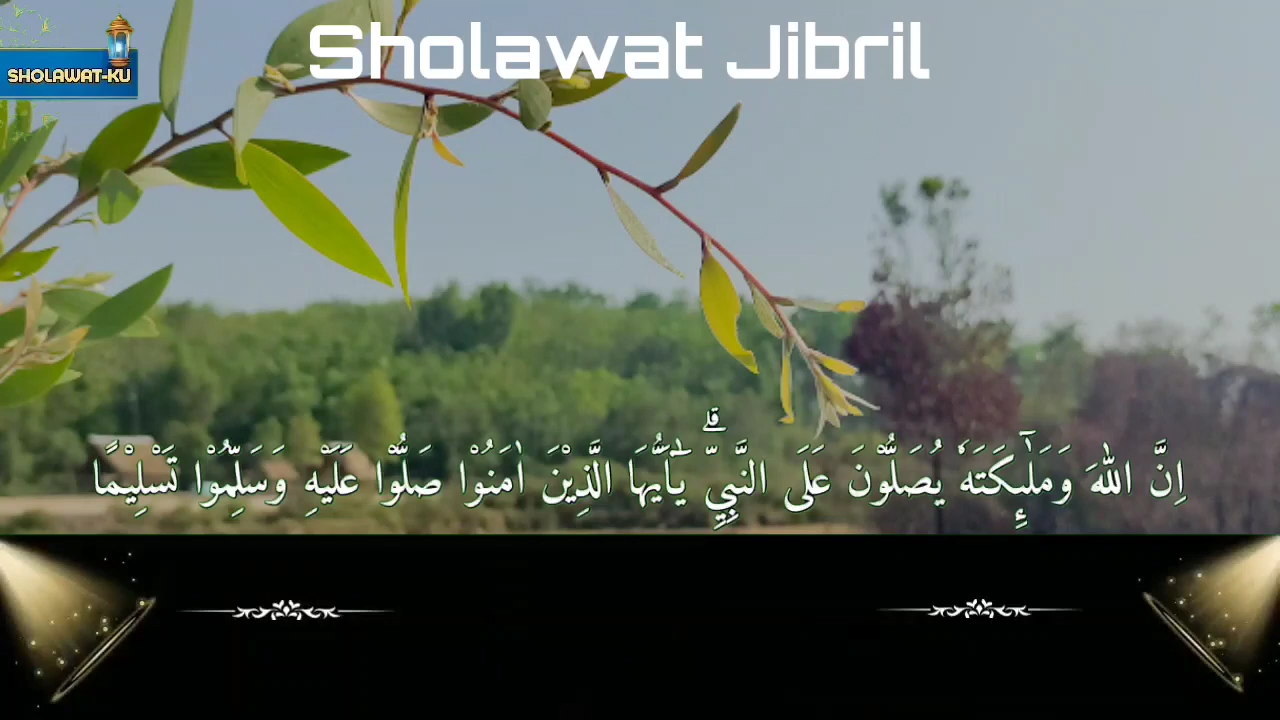 Sholawat Jibril
SHOLAWAT-KU
اِنَّ اللّٰهَ وَمَلٰۤىِٕكَتَهٗ يُصَلُّوْنَ عَلَى النَّبِيِّۗ يٰٓاَيُّهَا الَّذِيْنَ اٰمَنُوْا صَلُّوْا عَلَيْهِ وَسَلِّمُوْا تَسْلِيْمًا